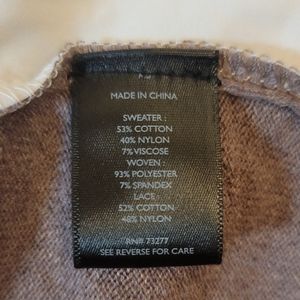 MADE IN CHINA
SWEATER :
53% COTTON
40% NYLON
7% VISCOSE
WOVEN :
93% POLYESTER
7% SPANDEX
LACE :
52% COTTON
48% NYLON
RN# 73277
SEE REVERSE FOR CARE